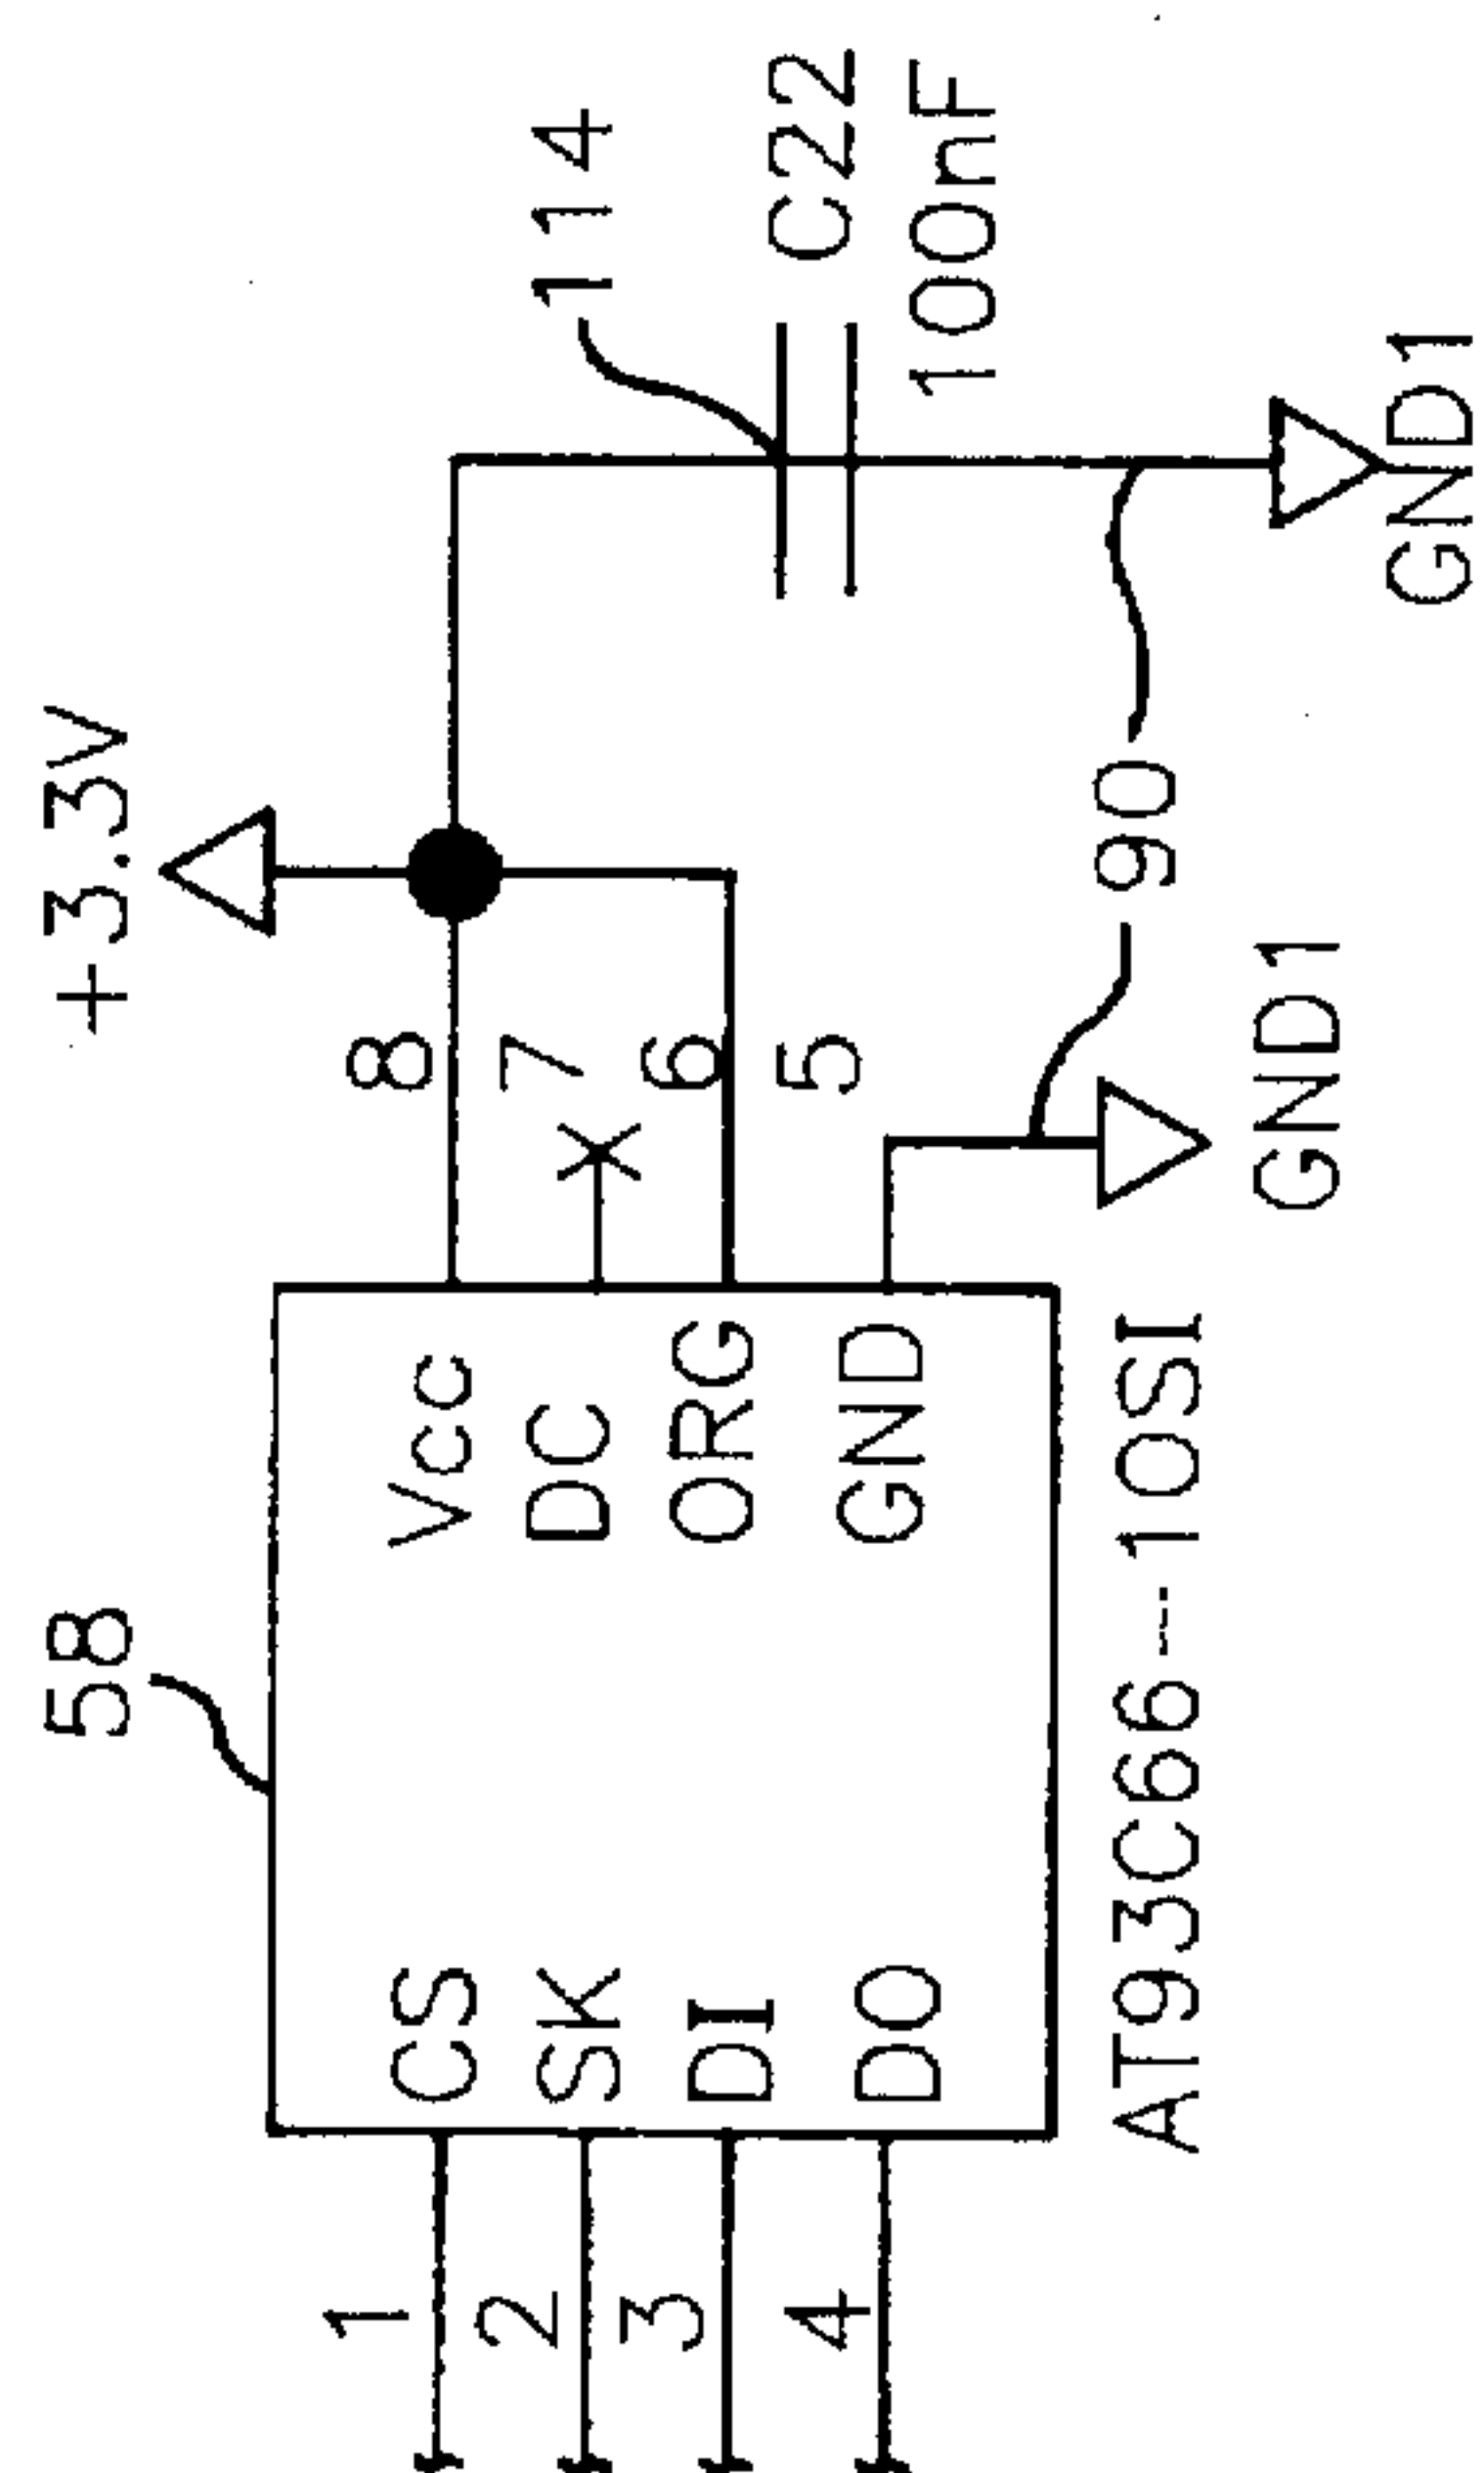 58
+3.3V
114
C22
100nF
1
CS
Vcc
8
2
SK
DC
7
3
DI
ORG
6
4
DO
GND
5
90
AT93C66--10SI
GND1
GND1